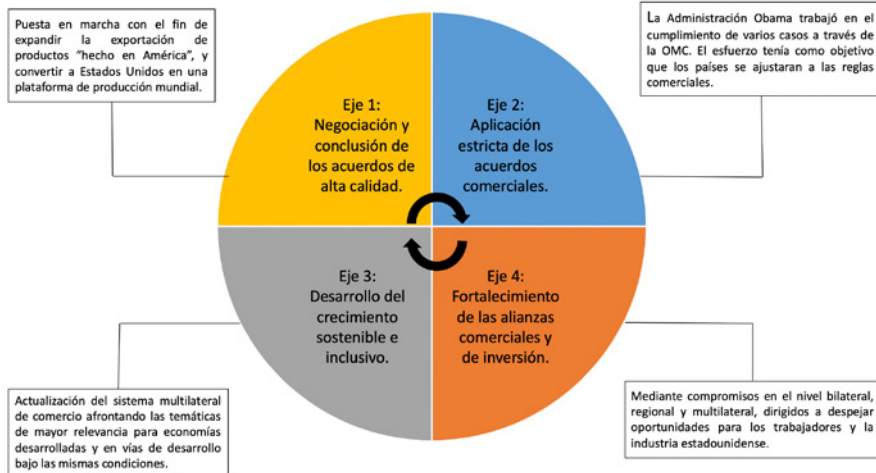 Puesta en marcha con el fin de
expandir la exportación de
productos “hecho en América”, y
convertir a Estados Unidos en una
plataforma de producción mundial.
La Administración Obama trabajó en el
cumplimiento de varios casos a través de
la OMC. El esfuerzo tenía como objetivo
que los países se ajustaran a las reglas
comerciales.
Eje 1:
Negociación y
conclusión de
los acuerdos de
alta calidad.
Eje 2:
Aplicación
estricta de los
acuerdos
comerciales.
Eje 3:
Desarrollo del
crecimiento
sostenible e
inclusivo.
Eje 4:
Fortalecimiento
de las alianzas
comerciales y
de inversión.
Actualización del sistema multilateral
de comercio afrontando las temáticas
de mayor relevancia para economías
desarrolladas y en vías de desarrollo
bajo las mismas condiciones.
Mediante compromisos en el nivel bilateral,
regional y multilateral, dirigidos a despejar
oportunidades para los trabajadores y la
industria estadounidense.